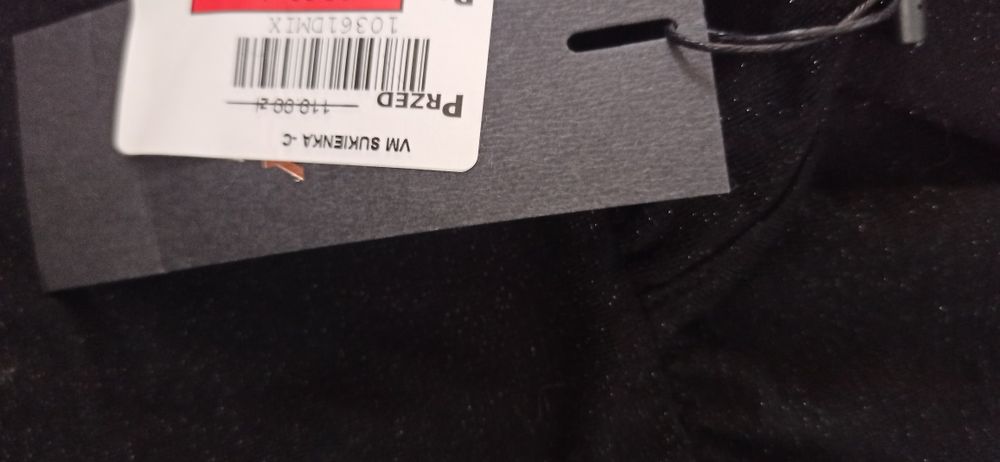 VM SUKIENKA -C
PRZED 110.00 zł
10361DMIX